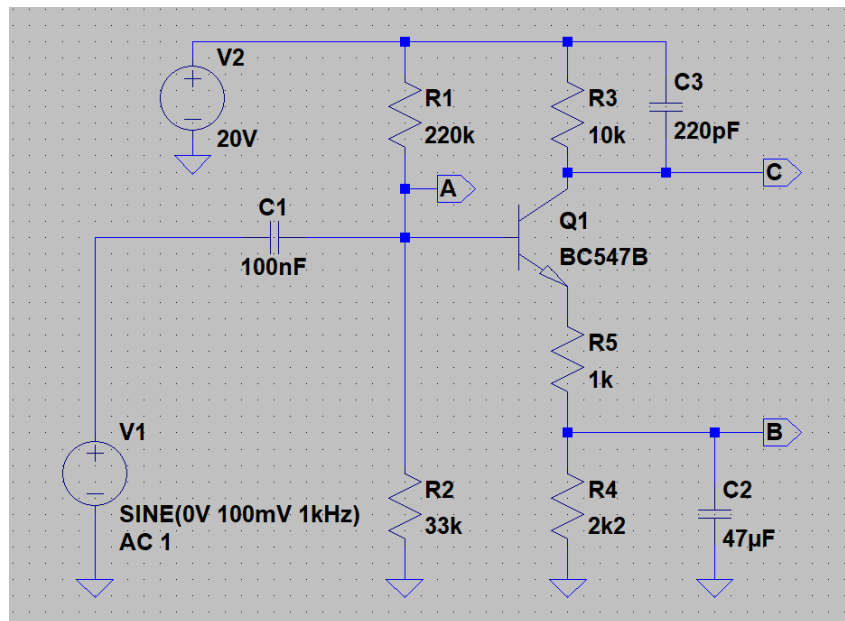 V2
20V
R1
220k
R3
10k
C3
220pF
A
C
C1
100nF
Q1
BC547B
R5
1k
V1
SINE(0V 100mV 1kHz)
AC 1
R2
33k
B
R4
2k2
C2
47µF